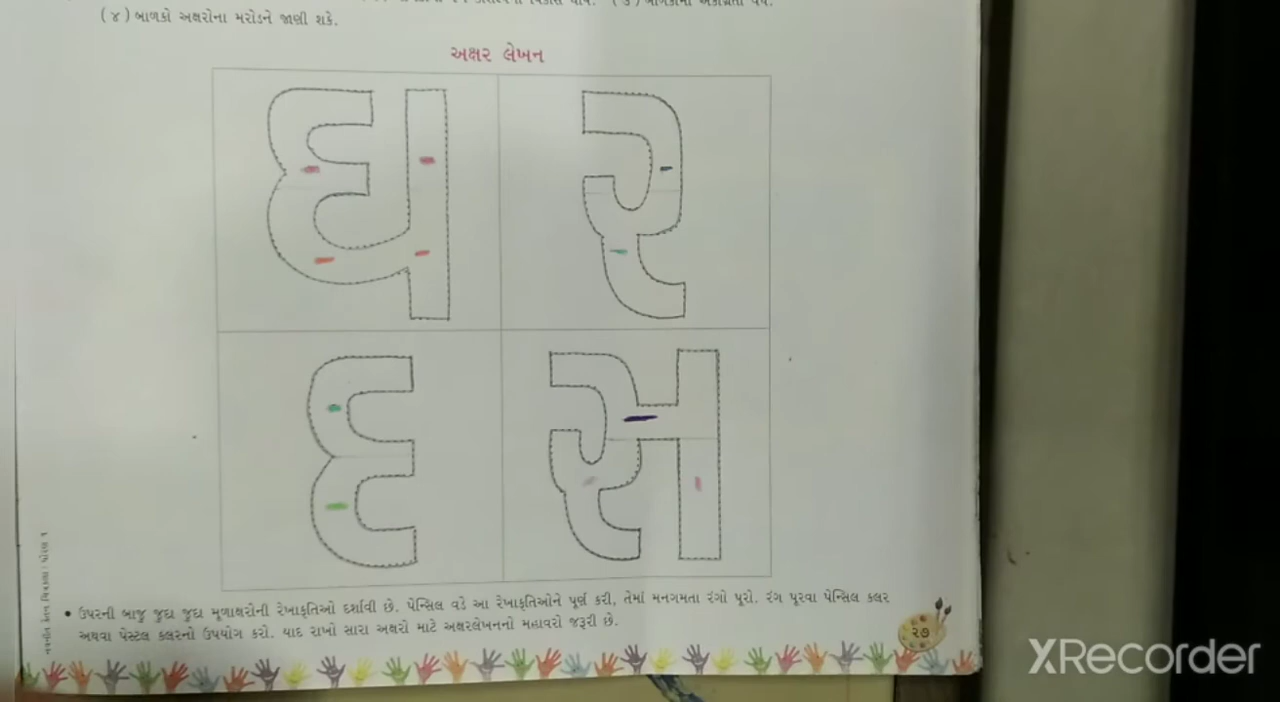 (૪) બાળકો અક્ષરોના મરોડને જાણી શકે.
અક્ષર લેખન
ઘ ર
દ સ
• ઉપરની બાજુ જુદા જુદા મૂળાક્ષરોની રેખાકૃતિઓ દર્શાવી છે. પેન્સિલ વડે આ રેખાકૃતિઓને પૂર્ણ કરી, તેમાં મનગમતા રંગો પૂરો. રંગ પૂરવા પેન્સિલ કલર
અથવા પેસ્ટલ કલરનો ઉપયોગ કરો. યાદ રાખો સારા અક્ષરો માટે અક્ષરલેખનનો મહાવરો જરૂરી છે.
૨૭
XRecorder